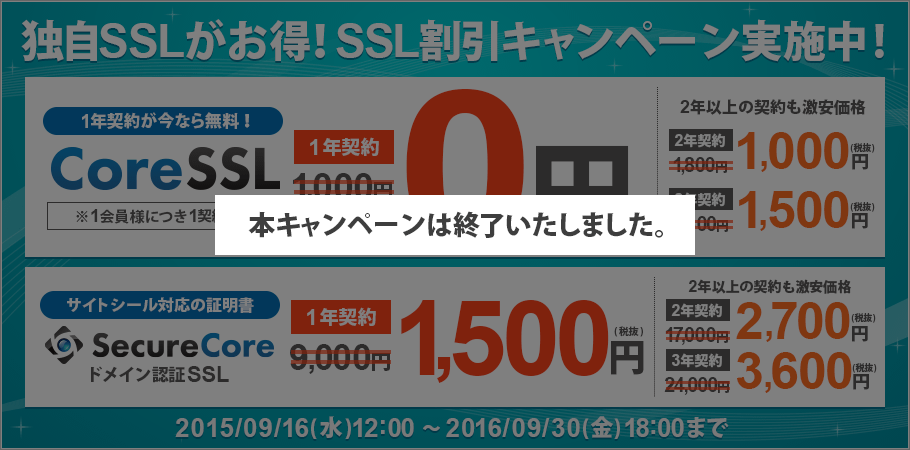 独自SSLがお得！SSL割引キャンペーン実施中！
1年契約が今なら無料！
CoreSSL
※1会員様につき1契
1年契約
1,000円
0円
2年以上の契約も激安価格
2年契約
1,800円
1,000円
(税抜)
年契約
00円
1,500円
(税抜)
本キャンペーンは終了いたしました。
サイトシール対応の証明書
SecureCore
ドメイン認証SSL
1年契約
9,000円
1,500円
(税抜)
2年以上の契約も激安価格
2年契約
17,000円
2,700円
(税抜)
3年契約
24,000円
3,600円
(税抜)
2015/09/16(水)12:00 ～ 2016/09/30(金)18:00まで